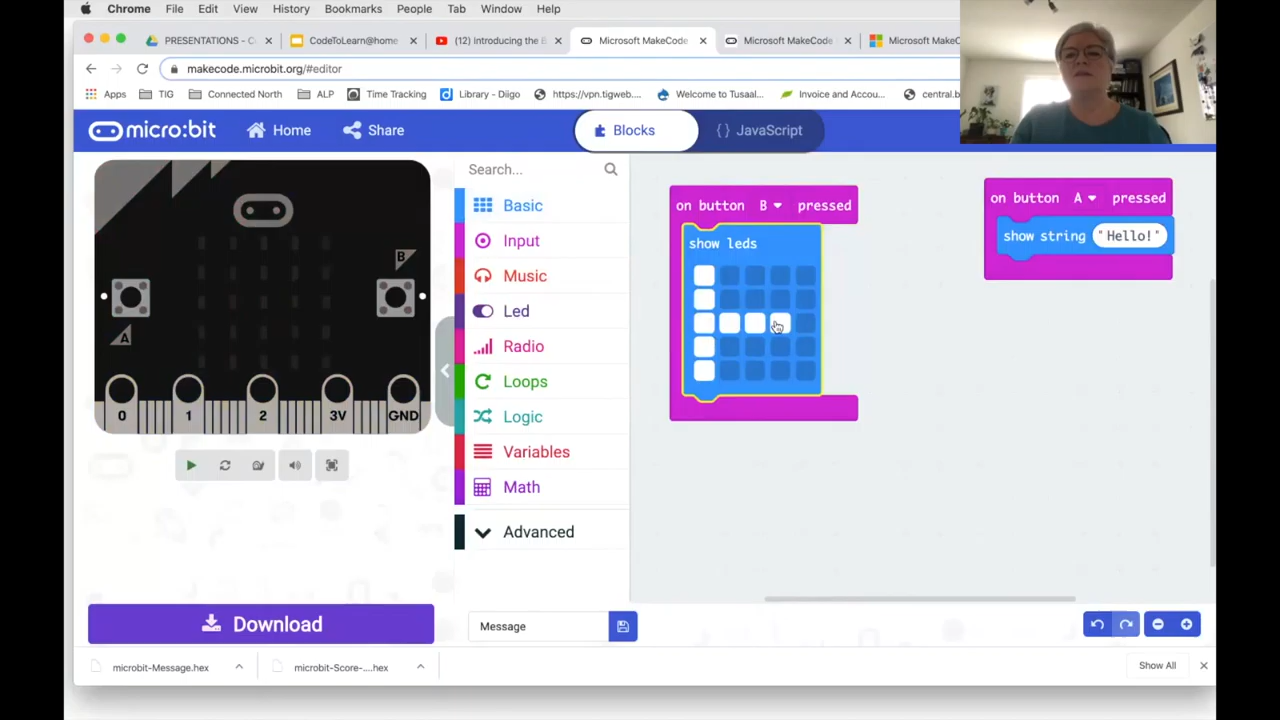 Chrome File Edit View History Bookmarks People Tab Window Help
PRESENTATIONS - C
CodeToLearn@home
(12) Introducing the E
Microsoft MakeCode
Microsoft MakeCode
Microsoft MakeC
makecode.microbit.org/#editor
Apps TIG Connected North ALP Time Tracking Library - Diigo https://vpn.tigweb... Welcome to Tusaal... Invoice and Accou... central.b
micro:bit Home Share Blocks {} JavaScript
Search...
Basic
Input
Music
Led
Radio
Loops
Logic
Variables
Math
Advanced
B
A
0 1 2 3V GND
on button B pressed
show leds
on button A pressed
show string "Hello!"
Download
Message
microbit-Message.hex
microbit-Score-....hex
Show All